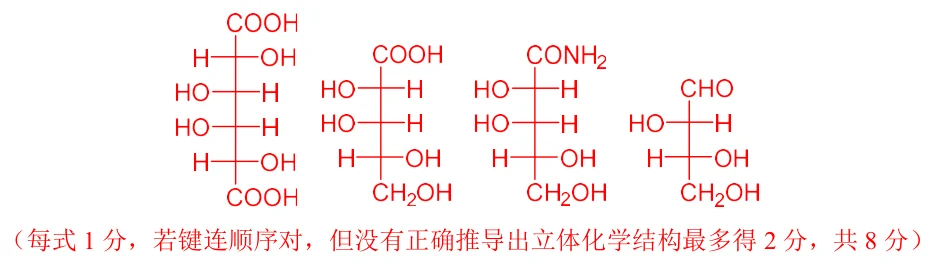 COOH COOH CONH₂
H OH HO H HO H CHO
HO H HO H HO H HO H
HO H H OH H OH H OH
H OH CH₂OH CH₂OH CH₂OH
COOH
（每式 1 分，若键连顺序对，但没有正确推导出立体化学结构最多得 2 分，共 8 分）